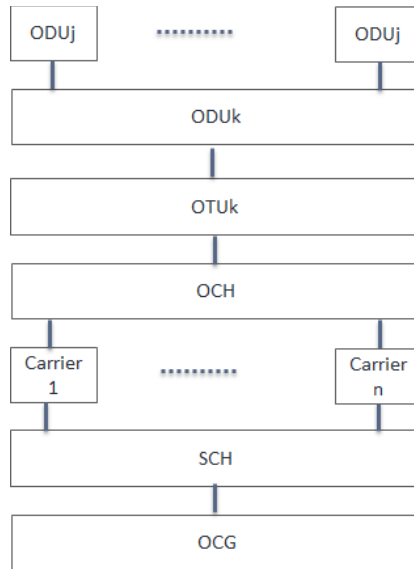 ODUj
ODUj
ODUk
OTUk
OCH
Carrier
1
Carrier
n
SCH
OCG